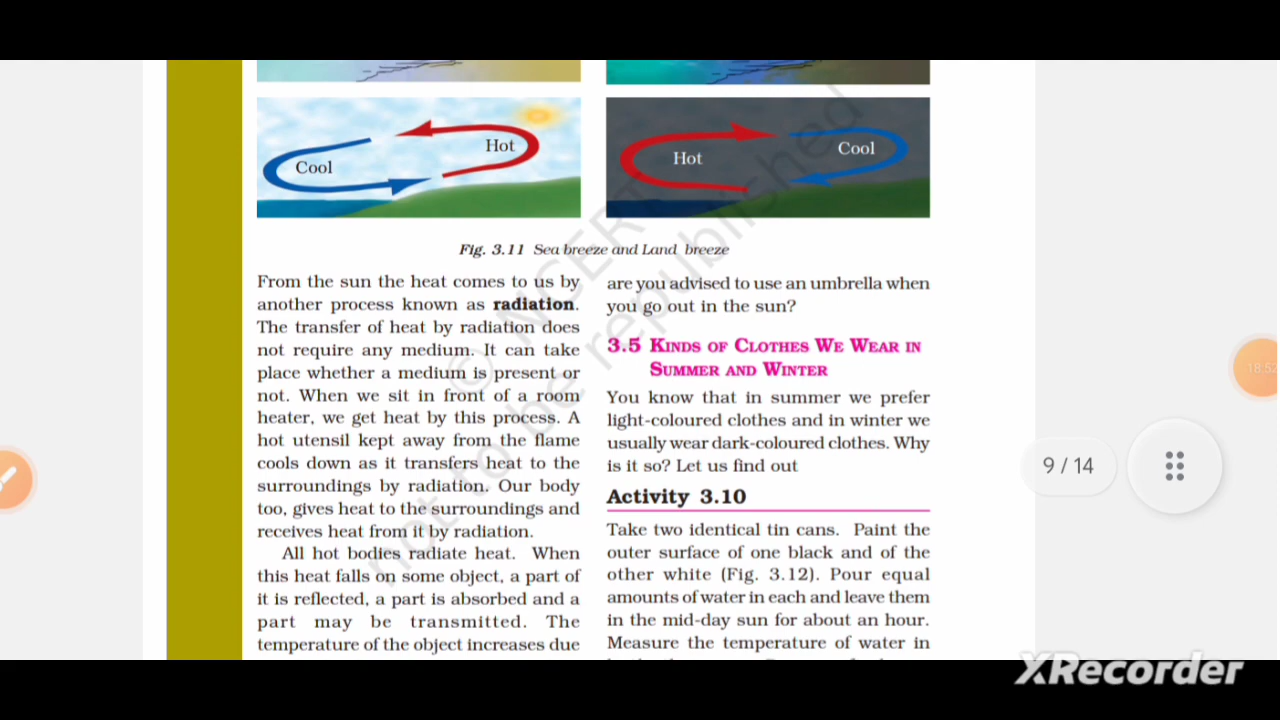 Cool
Hot
Hot
Cool
Fig. 3.11 Sea breeze and Land breeze
From the sun the heat comes to us by
another process known as radiation.
The transfer of heat by radiation does
not require any medium. It can take
place whether a medium is present or
not. When we sit in front of a room
heater, we get heat by this process. A
hot utensil kept away from the flame
cools down as it transfers heat to the
surroundings by radiation. Our body
too, gives heat to the surroundings and
receives heat from it by radiation.
All hot bodies radiate heat. When
this heat falls on some object, a part of
it is reflected, a part is absorbed and a
part may be transmitted. The
temperature of the object increases due
are you advised to use an umbrella when
you go out in the sun?
3.5 KINDS OF CLOTHES WE WEAR IN
SUMMER AND WINTER
You know that in summer we prefer
light-coloured clothes and in winter we
usually wear dark-coloured clothes. Why
is it so? Let us find out
Activity 3.10
Take two identical tin cans. Paint the
outer surface of one black and of the
other white (Fig. 3.12). Pour equal
amounts of water in each and leave them
in the mid-day sun for about an hour.
Measure the temperature of water in
© NCERT
not to be republished
9 / 14
18:52
XRecorder